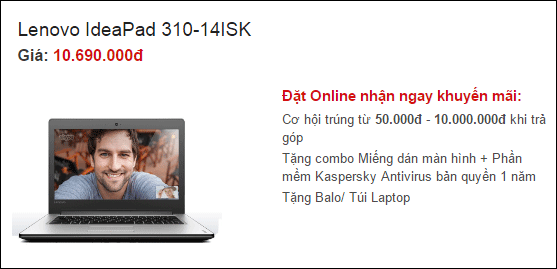 Lenovo IdeaPad 310-14ISK
Giá: 10.690.000đ
Đặt Online nhận ngay khuyến mãi:
Cơ hội trúng từ 50.000đ - 10.000.000đ khi trả
góp
Tặng combo Miếng dán màn hình + Phần
mềm Kaspersky Antivirus bản quyền 1 năm
Tặng Balo/ Túi Laptop